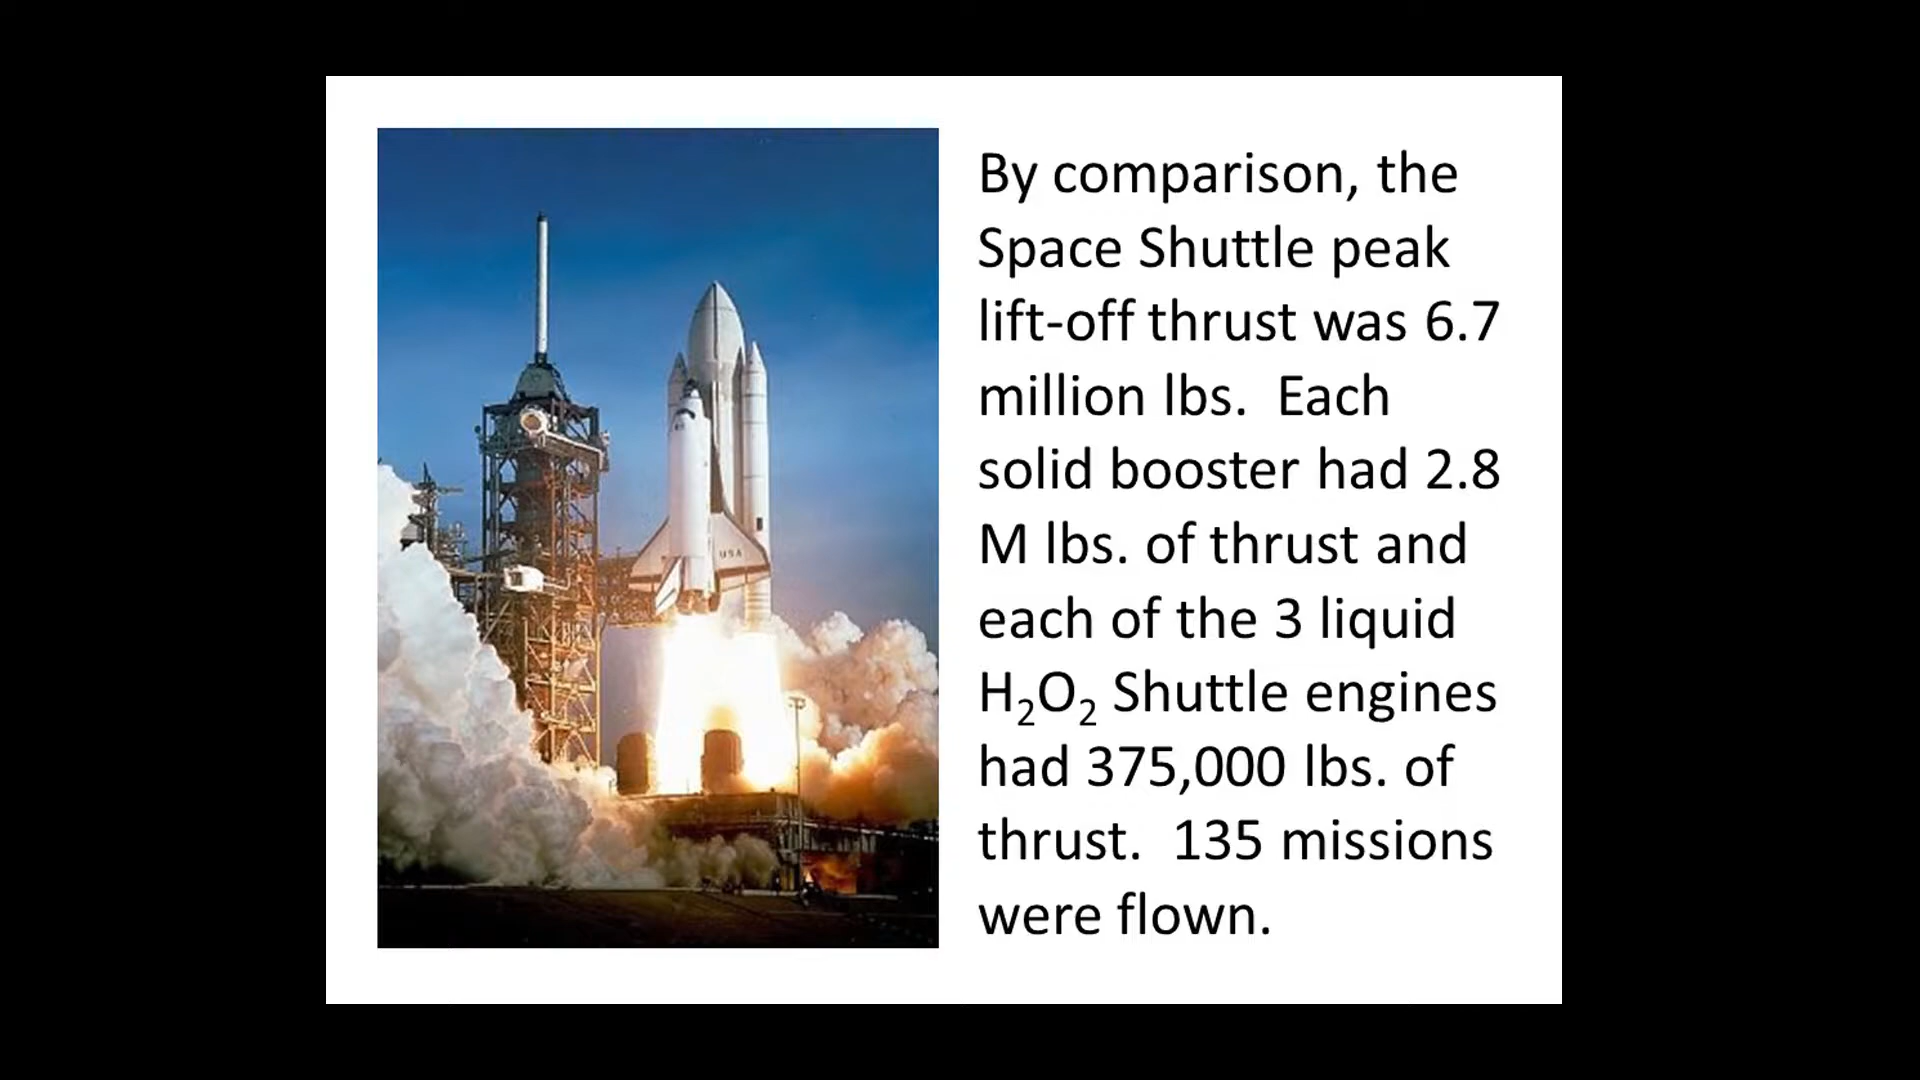 By comparison, the
Space Shuttle peak
lift-off thrust was 6.7
million lbs.  Each
solid booster had 2.8
M lbs. of thrust and
each of the 3 liquid
H₂O₂ Shuttle engines
had 375,000 lbs. of
thrust.  135 missions
were flown.
USA